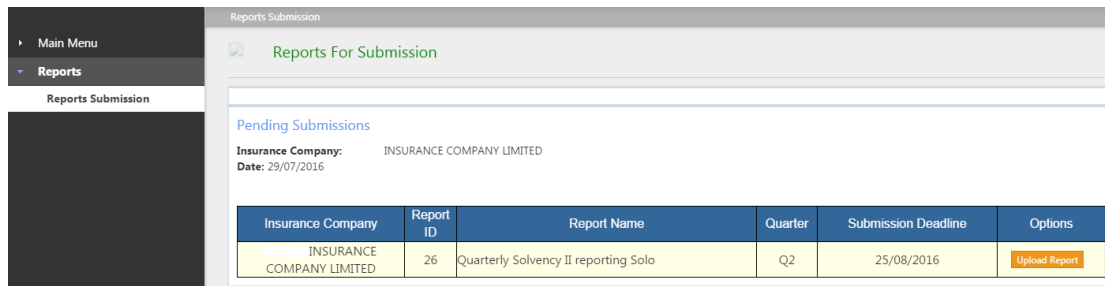 Reports Submission
Main Menu
Reports For Submission
Reports
Reports Submission
Pending Submissions
Insurance Company: INSURANCE COMPANY LIMITED
Date: 29/07/2016
Insurance Company Report ID Report Name Quarter Submission Deadline Options
INSURANCE COMPANY LIMITED 26 Quarterly Solvency II reporting Solo Q2 25/08/2016 Upload Report